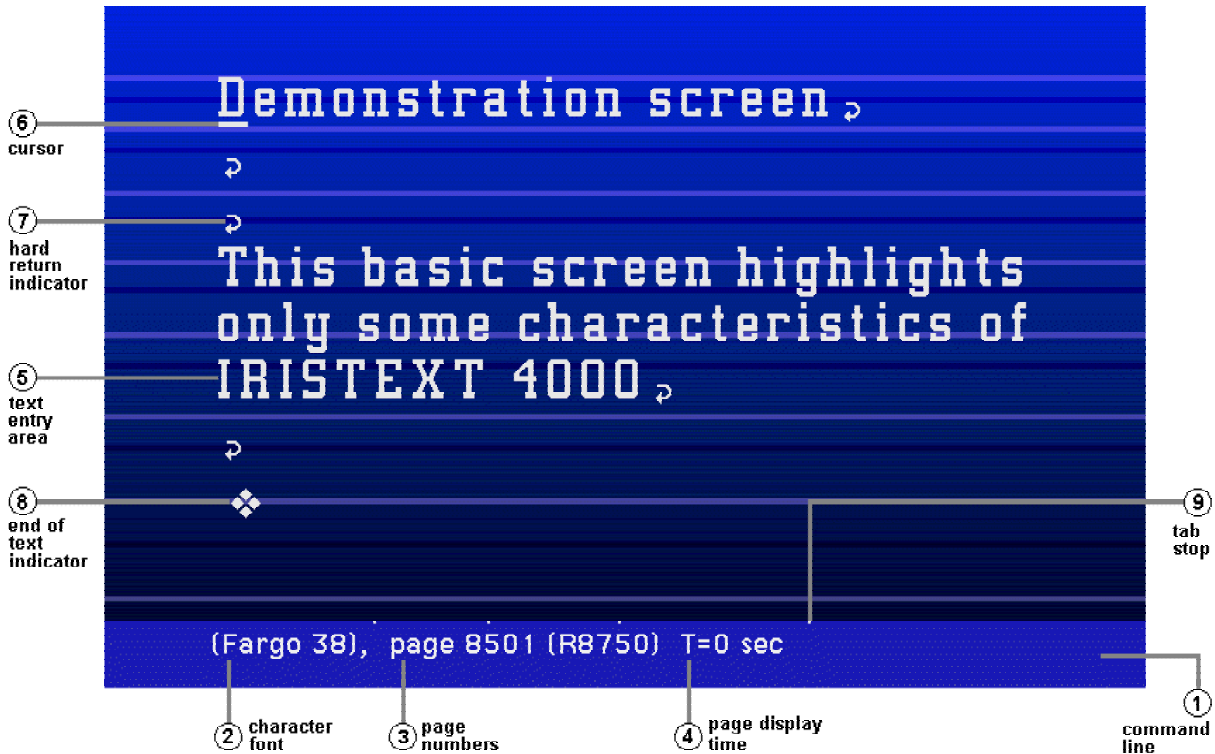 Demonstration screen
6
cursor
7
hard
return
indicator
This basic screen highlights
only some characteristics of
IRISTEXT 4000
5
text
entry
area
8
end of
text
indicator
9
tab
stop
(Fargo 38), page 8501 (R8750) T=0 sec
1
command
line
2 character
font
3 page
numbers
4 page display
time